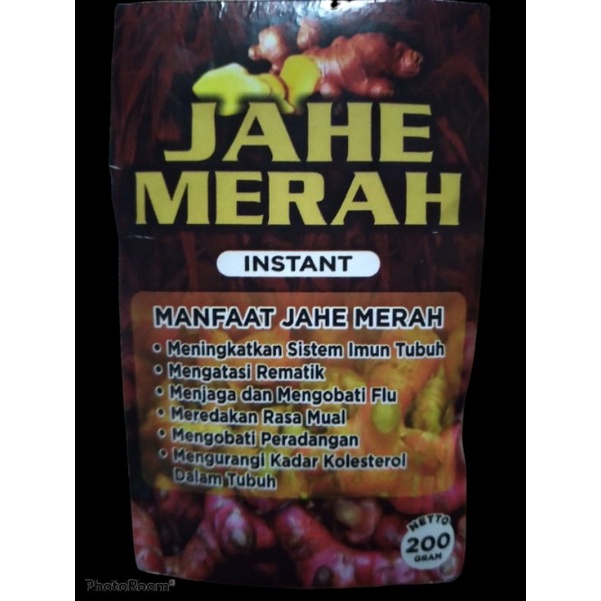 JAHE
MERAH
INSTANT
MANFAAT JAHE MERAH
• Meningkatkan Sistem Imun Tubuh
• Mengatasi Rematik
• Menjaga dan Mengobati Flu
• Meredakan Rasa Mual
• Mengobati Peradangan
• Mengurangi Kadar Kolesterol
Dalam Tubuh
NETTO
200
GRAM
PhotoRoom